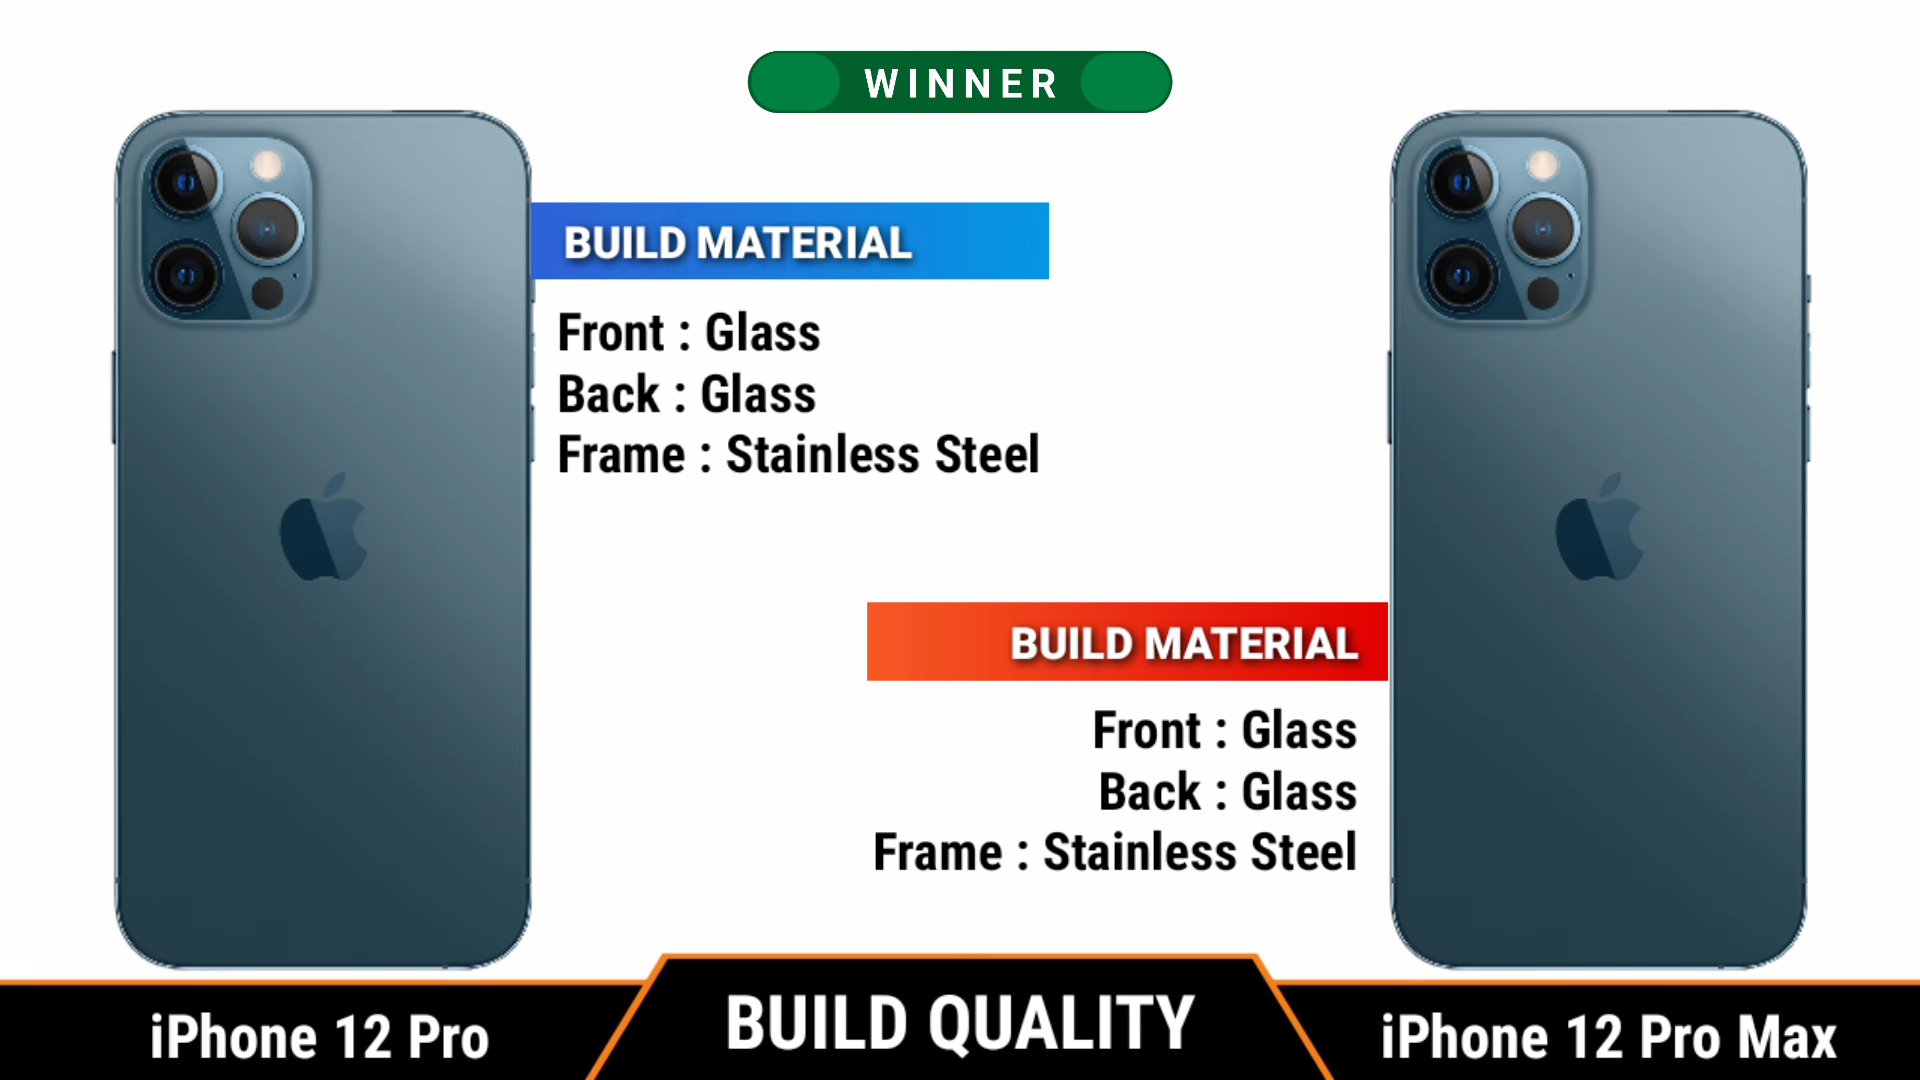 WINNER
BUILD MATERIAL
Front : Glass
Back : Glass
Frame : Stainless Steel
BUILD MATERIAL
Front : Glass
Back : Glass
Frame : Stainless Steel
iPhone 12 Pro
BUILD QUALITY
iPhone 12 Pro Max